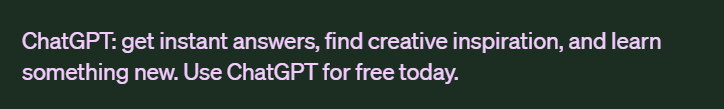 ChatGPT: get instant answers, find creative inspiration, and learn
something new. Use ChatGPT for free today.